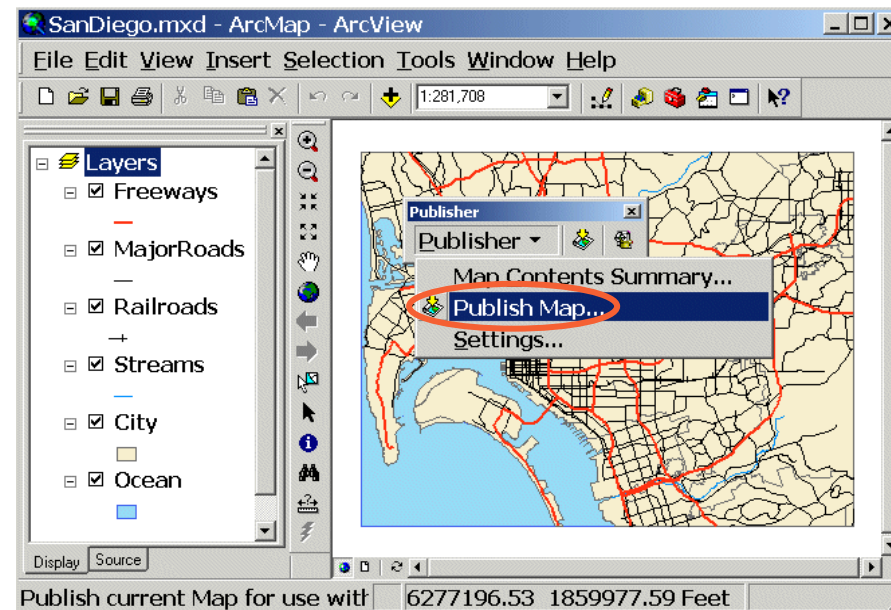 SanDiego.mxd - ArcMap - ArcView
File Edit View Insert Selection Tools Window Help
1:281,708
Layers
Freeways
MajorRoads
Railroads
Streams
City
Ocean
Display Source
Publisher
Publisher
Map Contents Summary...
Publish Map...
Settings...
Publish current Map for use with 6277196.53 1859977.59 Feet